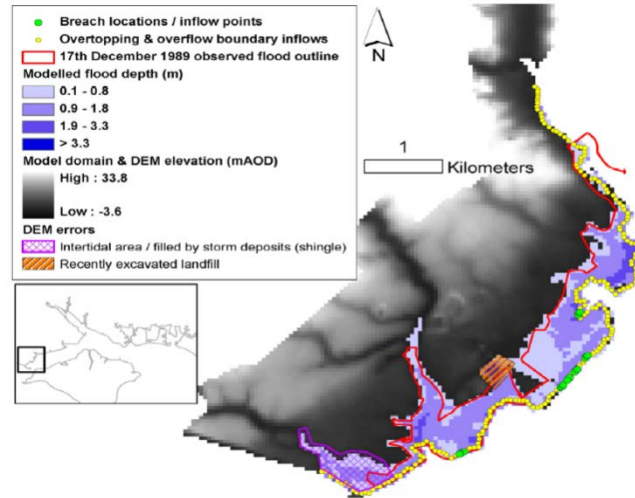 Breach locations / inflow points
Overtopping & overflow boundary inflows
17th December 1989 observed flood outline
Modelled flood depth (m)
0.1 - 0.8
0.9 - 1.8
1.9 - 3.3
> 3.3
Model domain & DEM elevation (mAOD)
High : 33.8
Low : -3.6
DEM errors
Intertidal area / filled by storm deposits (shingle)
Recently excavated landfill
N
1
Kilometers